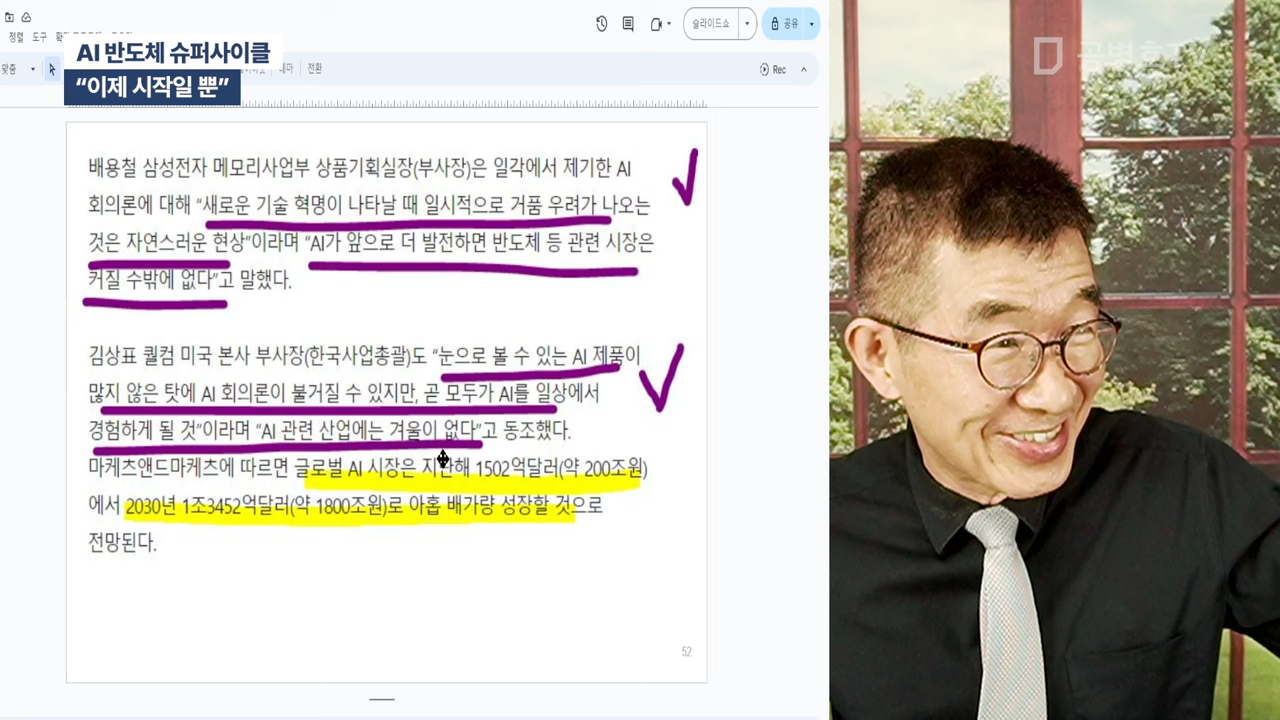 정렬 도구
슬라이드쇼
공유
AI 반도체 슈퍼사이클
“이제 시작일 뿐”
맞춤
테마
전환
Rec
배용철 삼성전자 메모리사업부 상품기획실장(부사장)은 일각에서 제기한 AI
회의론에 대해 “새로운 기술 혁명이 나타날 때 일시적으로 거품 우려가 나오는
것은 자연스러운 현상”이라며 “AI가 앞으로 더 발전하면 반도체 등 관련 시장은
커질 수밖에 없다”고 말했다.
김상표 퀄컴 미국 본사 부사장(한국사업총괄)도 “눈으로 볼 수 있는 AI 제품이
많지 않은 탓에 AI 회의론이 불거질 수 있지만, 곧 모두가 AI를 일상에서
경험하게 될 것”이라며 “AI 관련 산업에는 겨울이 없다”고 동조했다.
마케츠앤드마케츠에 따르면 글로벌 AI 시장은 지난해 1502억달러(약 200조원)
에서 2030년 1조3452억달러(약 1800조원)로 아홉 배가량 성장할 것으로
전망된다.
52